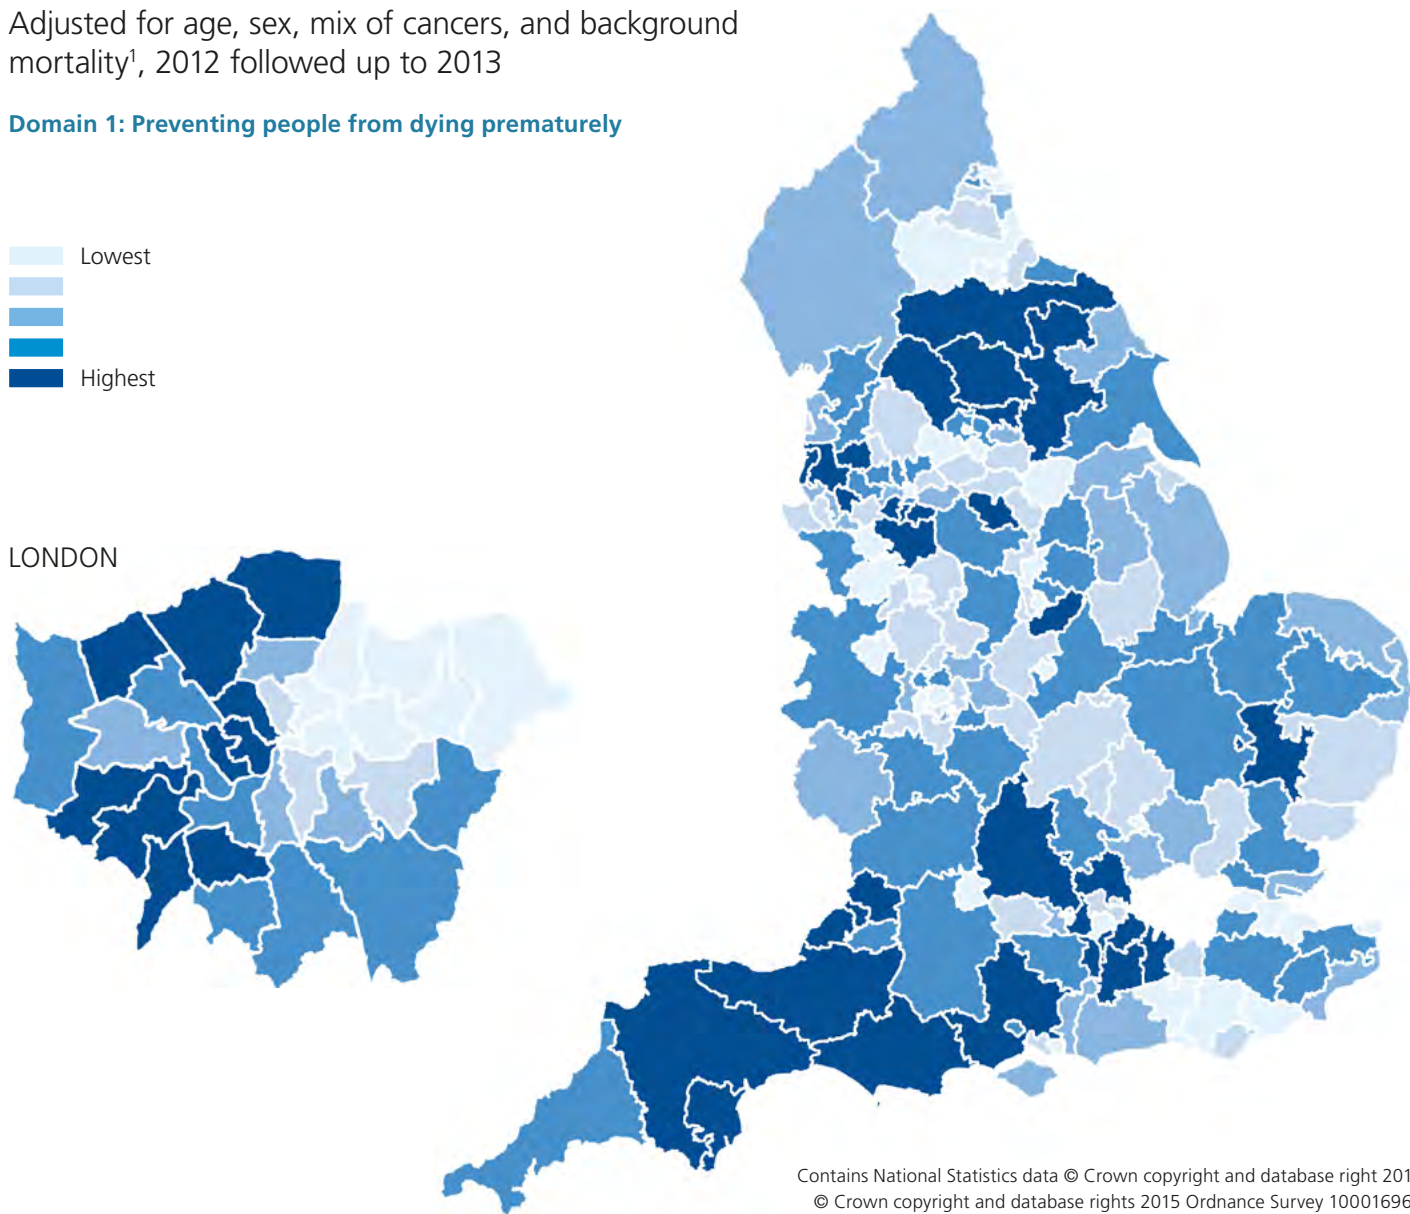 Adjusted for age, sex, mix of cancers, and background
mortality¹, 2012 followed up to 2013
Domain 1: Preventing people from dying prematurely
Lowest
Highest
LONDON
Contains National Statistics data © Crown copyright and database right 201
© Crown copyright and database rights 2015 Ordnance Survey 10001696